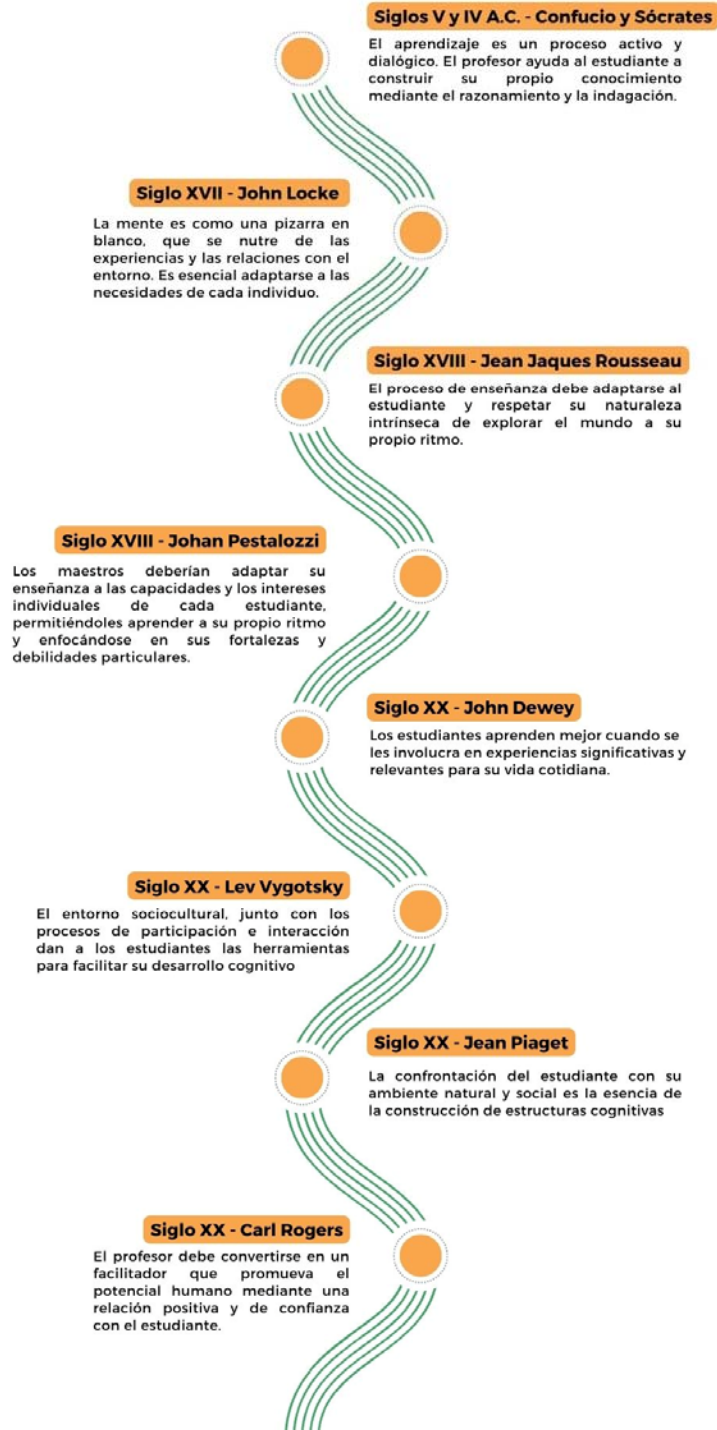 Siglos V y IV A.C. - Confucio y Sócrates
El aprendizaje es un proceso activo y
dialógico. El profesor ayuda al estudiante a
construir su propio conocimiento
mediante el razonamiento y la indagación.
Siglo XVII - John Locke
La mente es como una pizarra en
blanco, que se nutre de las
experiencias y las relaciones con el
entorno. Es esencial adaptarse a las
necesidades de cada individuo.
Siglo XVIII - Jean Jaques Rousseau
El proceso de enseñanza debe adaptarse al
estudiante y respetar su naturaleza
intrínseca de explorar el mundo a su
propio ritmo.
Siglo XVIII - Johan Pestalozzi
Los maestros deberían adaptar su
enseñanza a las capacidades y los intereses
individuales de cada estudiante,
permitiéndoles aprender a su propio ritmo
y enfocándose en sus fortalezas y
debilidades particulares.
Siglo XX - John Dewey
Los estudiantes aprenden mejor cuando se
les involucra en experiencias significativas y
relevantes para su vida cotidiana.
Siglo XX - Lev Vygotsky
El entorno sociocultural, junto con los
procesos de participación e interacción
dan a los estudiantes las herramientas
para facilitar su desarrollo cognitivo
Siglo XX - Jean Piaget
La confrontación del estudiante con su
ambiente natural y social es la esencia de
la construcción de estructuras cognitivas
Siglo XX - Carl Rogers
El profesor debe convertirse en un
facilitador que promueva el
potencial humano mediante una
relación positiva y de confianza
con el estudiante.